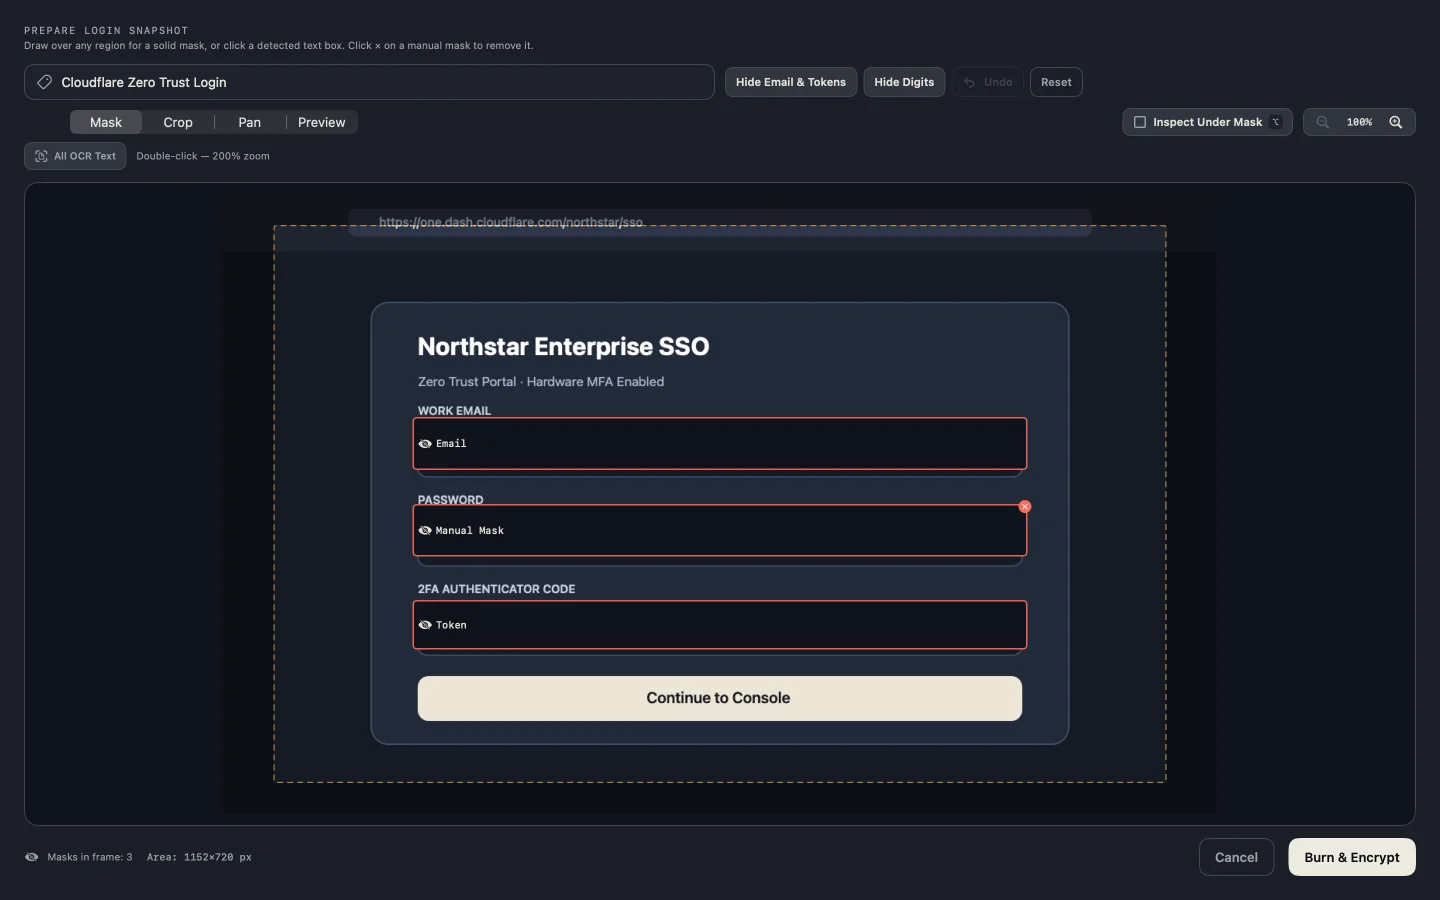 PREPARE LOGIN SNAPSHOT
Draw over any region for a solid mask, or click a detected text box. Click × on a manual mask to remove it.
Cloudflare Zero Trust Login
Hide Email & Tokens
Hide Digits
Undo
Reset
Mask
Crop
Pan
Preview
Inspect Under Mask ⌥
100%
All OCR Text
Double-click — 200% zoom
https://one.dash.cloudflare.com/northstar/sso
Northstar Enterprise SSO
Zero Trust Portal · Hardware MFA Enabled
WORK EMAIL
Email
PASSWORD
Manual Mask
2FA AUTHENTICATOR CODE
Token
Continue to Console
Masks in frame: 3 Area: 1152×720 px
Cancel
Burn & Encrypt